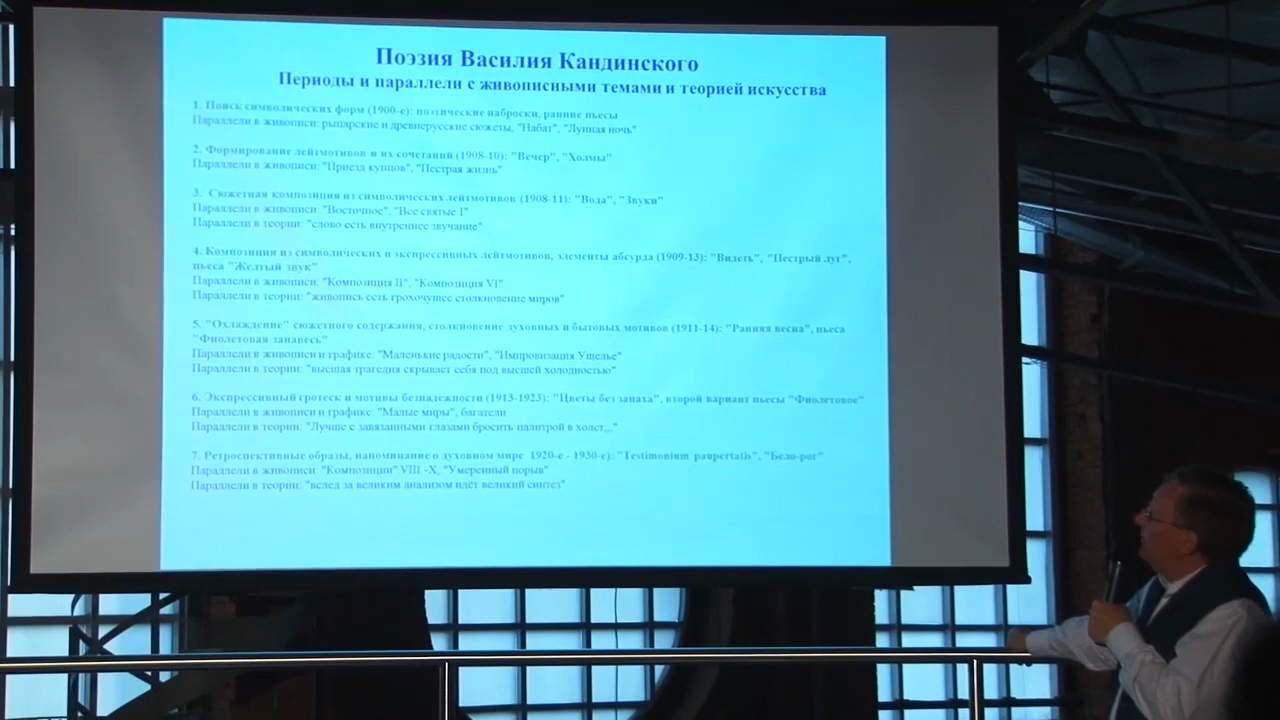 Поэзия Василия Кандинского
Периоды и параллели с живописными темами и теорией искусства
1. Поиск символических форм (1900-е): поэтические наброски, ранние пьесы
Параллели в живописи: рыцарские и древнерусские сюжеты, "Набат", "Лунная ночь"
2. Формирование лейтмотивов и их сочетаний (1908-10): "Вечер", "Холмы"
Параллели в живописи: "Приезд купцов", "Пестрая жизнь"
3. Сюжетная композиция из символических лейтмотивов (1908-11): "Вода", "Звуки"
Параллели в живописи: "Восточное", "Все святые I"
Параллели в теории: "слово есть внутреннее звучание"
4. Композиция из символических и экспрессивных лейтмотивов, элементы абсурда (1909-13): "Видеть", "Пестрый луг",
пьеса "Желтый звук"
Параллели в живописи: "Композиция II", "Композиция VI"
Параллели в теории: "живопись есть грохочущее столкновение миров"
5. "Охлаждение" сюжетного содержания, столкновение духовных и бытовых мотивов (1911-14): "Ранняя весна", пьеса
"Фиолетовая занавесь"
Параллели в живописи и графике: "Маленькие радости", "Импровизация Ущелье"
Параллели в теории: "высшая трагедия скрывает себя под высшей холодностью"
6. Экспрессивный гротеск и мотивы безнадежности (1913-1923): "Цветы без запаха", второй вариант пьесы "Фиолетовое"
Параллели в живописи и графике: "Малые миры", багатели
Параллели в теории: "Лучше с завязанными глазами бросить палитрой в холст..."
7. Ретроспективные образы, напоминание о духовном мире 1920-е - 1930-е): "Testimonium paupertatis", "Бело-рог"
Параллели в живописи: "Композиции" VIII -X, "Умеренный порыв"
Параллели в теории: "вслед за великим анализом идёт великий синтез"